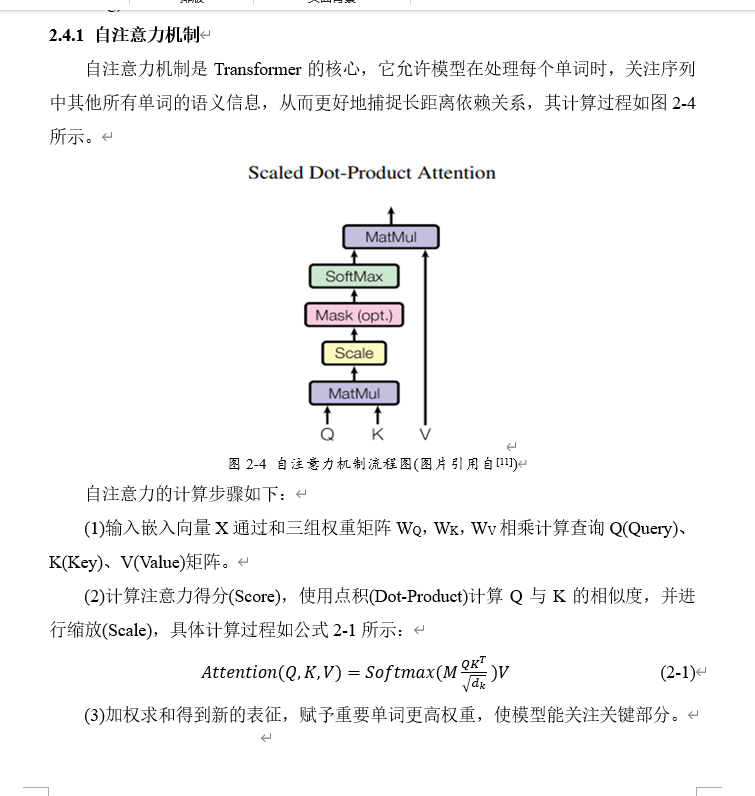 2.4.1 自注意力机制
自注意力机制是 Transformer 的核心，它允许模型在处理每个单词时，关注序列
中其他所有单词的语义信息，从而更好地捕捉长距离依赖关系，其计算过程如图 2-4
所示。
Scaled Dot-Product Attention
MatMul
SoftMax
Mask (opt.)
Scale
MatMul
Q K V
图 2-4 自注意力机制流程图(图片引用自[11])
自注意力的计算步骤如下：
(1)输入嵌入向量 X 通过和三组权重矩阵 WQ，WK，WV 相乘计算查询 Q(Query)、
K(Key)、V(Value)矩阵。
(2)计算注意力得分(Score)，使用点积(Dot-Product)计算 Q 与 K 的相似度，并进
行缩放(Scale)，具体计算过程如公式 2-1 所示：
Attention(Q, K, V) = Softmax(M QK^T/√d_k)V (2-1)
(3)加权求和得到新的表征，赋予重要单词更高权重，使模型能关注关键部分。